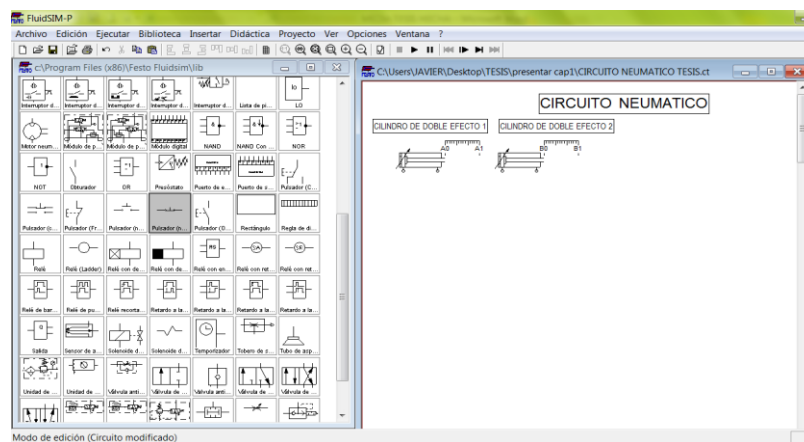 FluidSIM-P
Archivo Edición Ejecutar Biblioteca Insertar Didáctica Proyecto Ver Opciones Ventana ?
c:\Program Files (x86)\Festo Fluidsim\lib
Interruptor d... Interruptor d... Interruptor d... Interruptor d... Lista de pi... LO
Motor neum... Módulo de p... Módulo de p... Módulo digital NAND NAND Con ... NOR
NOT Obturador OR Presóstato Puerto de e... Puerto de s... Pulsador (C...
Pulsador (c... Pulsador (Fr... Pulsador (n... Pulsador (n... Pulsador (O... Rectángulo Regla de di...
Relé Relé (Ladder) Relé con de... Relé con de... Relé con en... Relé con ret... Relé con ret...
Relé de bar... Relé de pu... Relé recorta... Retardo a la... Retardo a la... Retardo a la... Retardo a la...
Salida Sensor de a... Solenoide d... Solenoide d... Temporizador Tobera de s... Tubo de asp...
Unidad de ... Unidad de ... Válvula anti... Válvula de ... Válvula anti... Válvula de ... Válvula de ...
C:\Users\JAVIER\Desktop\TESIS\presentar cap1\CIRCUITO NEUMATICO TESIS.ct
CIRCUITO NEUMATICO
CILINDRO DE DOBLE EFECTO 1 CILINDRO DE DOBLE EFECTO 2
A0 A1 B0 B1
Modo de edición (Circuito modificado)